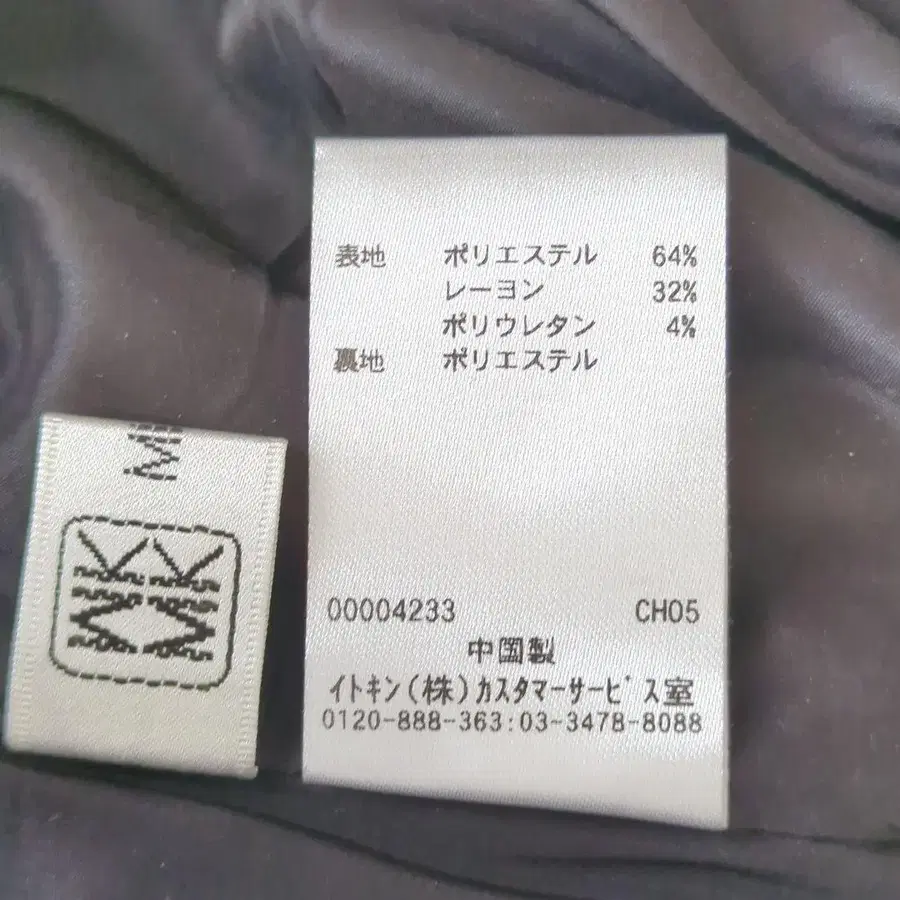 表地 ポリエステル 64%
レーヨン 32%
ポリウレタン 4%
裏地 ポリエステル
00004233 CH05
中国製
イトキン(株)カスタマーサービス室
0120-888-363:03-3478-8088
MK